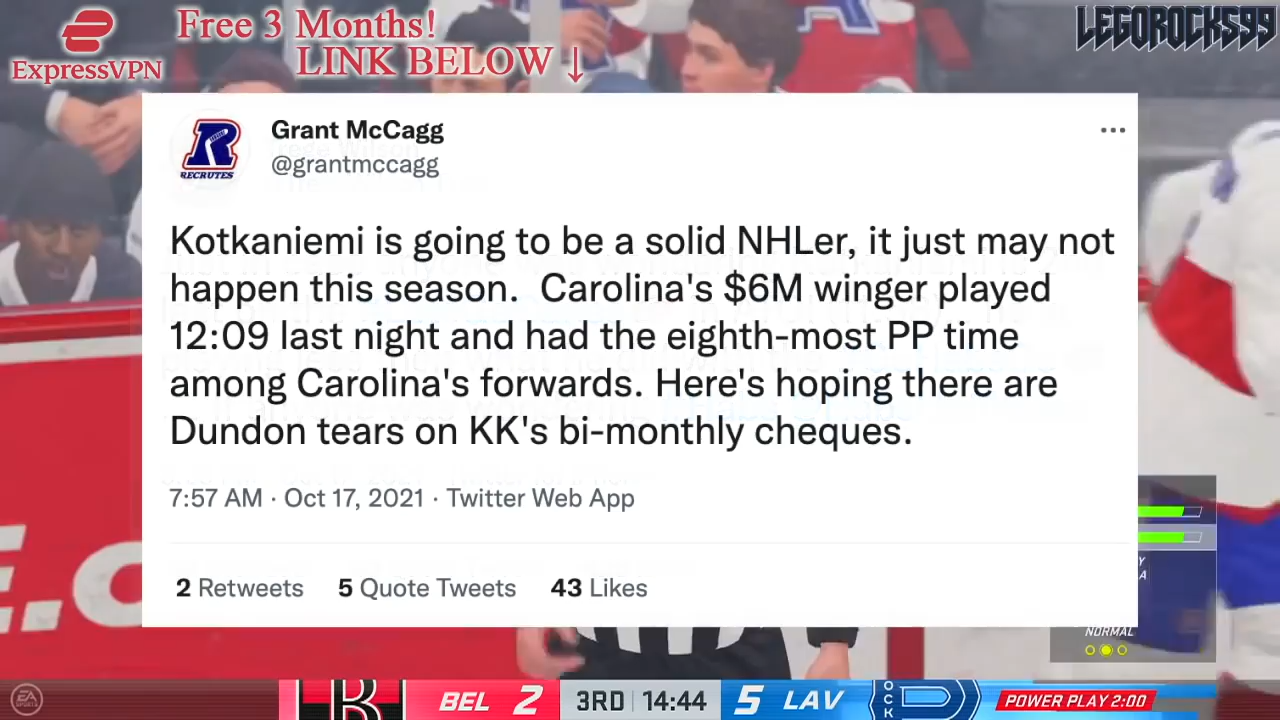 Free 3 Months!
LINK BELOW ↓
ExpressVPN
LEGOROCKS99
R
RECRUTES
Grant McCagg
@grantmccagg
Kotkaniemi is going to be a solid NHLer, it just may not
happen this season.  Carolina's $6M winger played
12:09 last night and had the eighth-most PP time
among Carolina's forwards. Here's hoping there are
Dundon tears on KK's bi-monthly cheques.
7:57 AM · Oct 17, 2021 · Twitter Web App
2 Retweets 5 Quote Tweets 43 Likes
E.C
NORMAL
EA
SPORTS
B
BEL 2 3RD 14:44 5 LAV
OCK
POWER PLAY 2:00